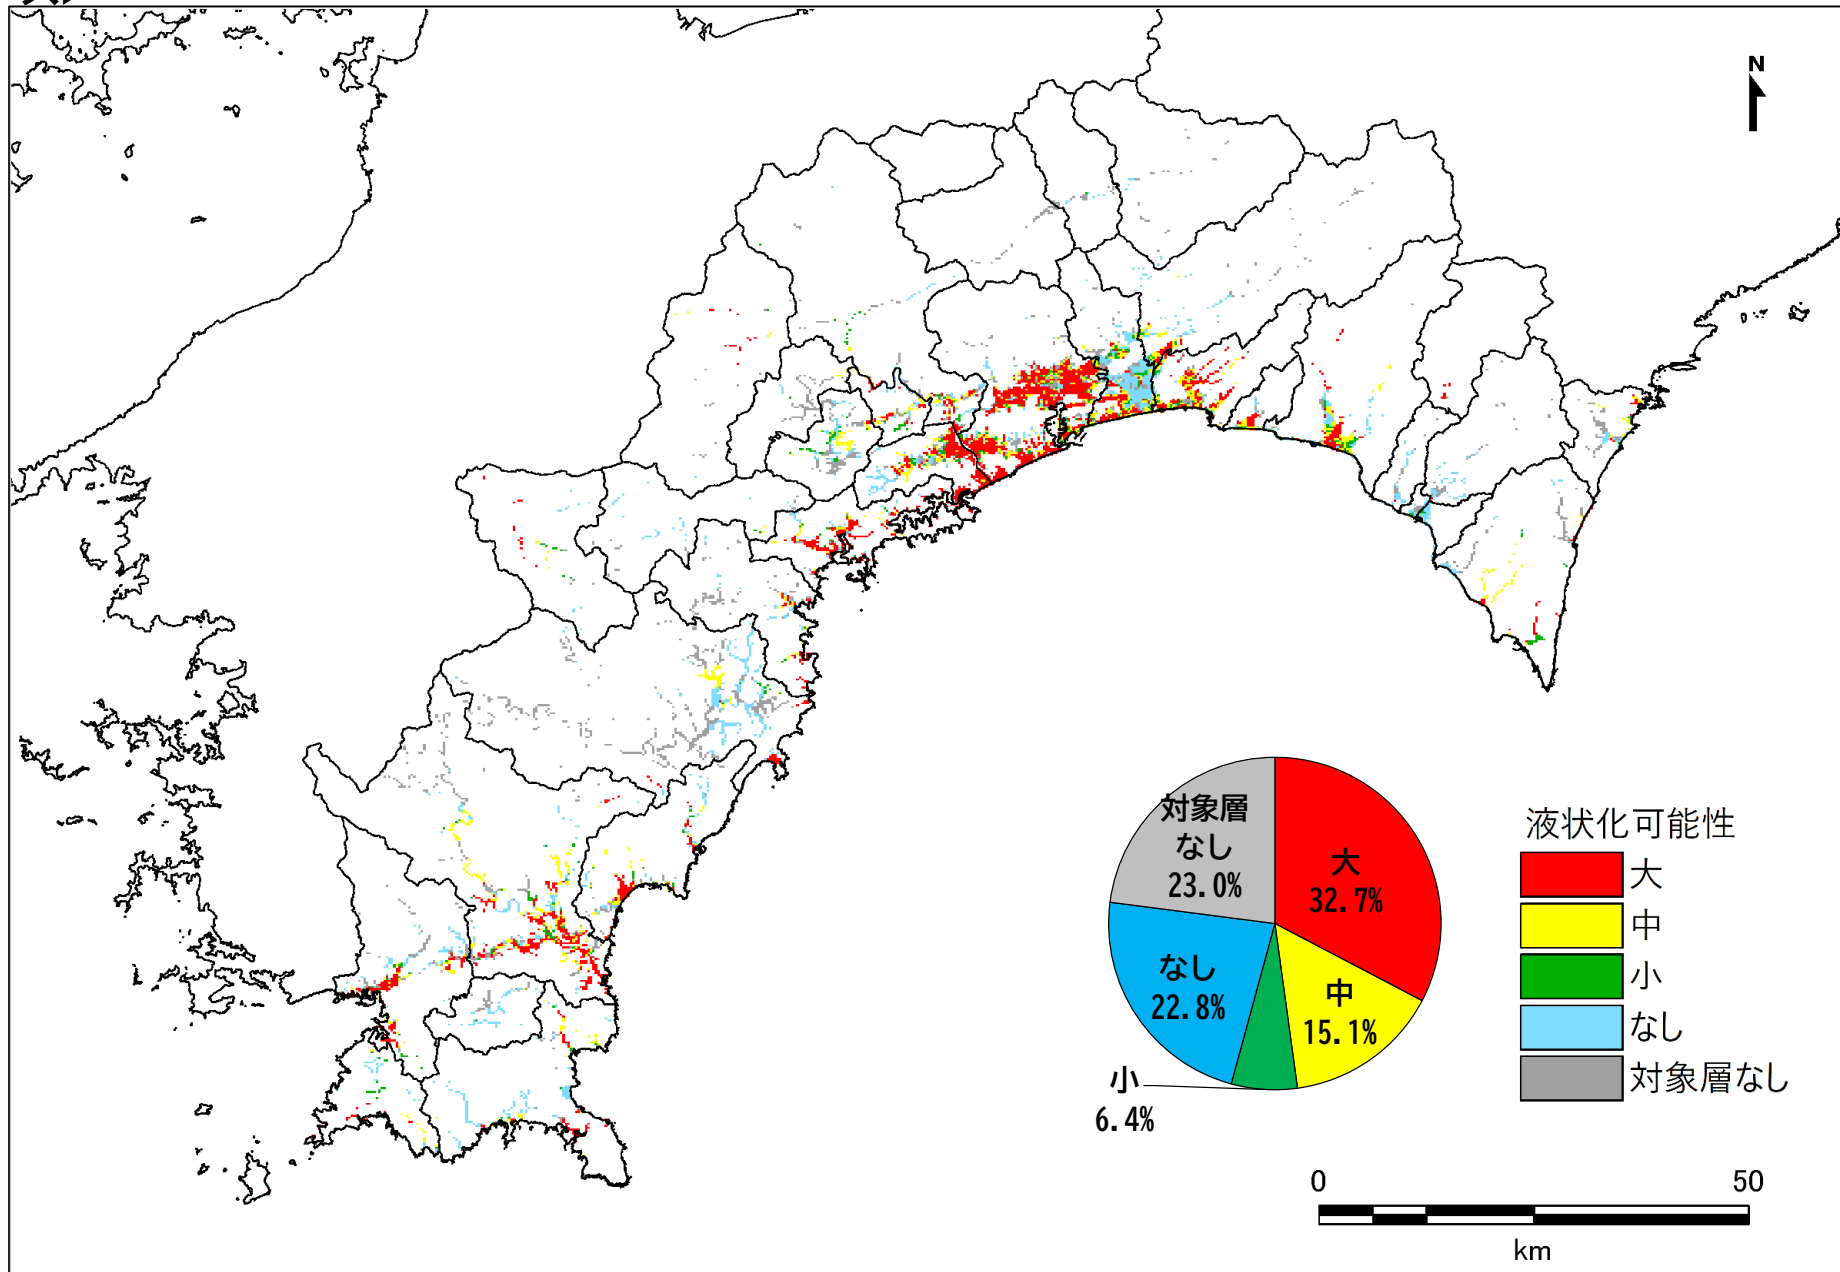 N
対象層
なし
23.0%
大
32.7%
なし
22.8%
中
15.1%
小
6.4%
液状化可能性
大
中
小
なし
対象層なし
0 50
km